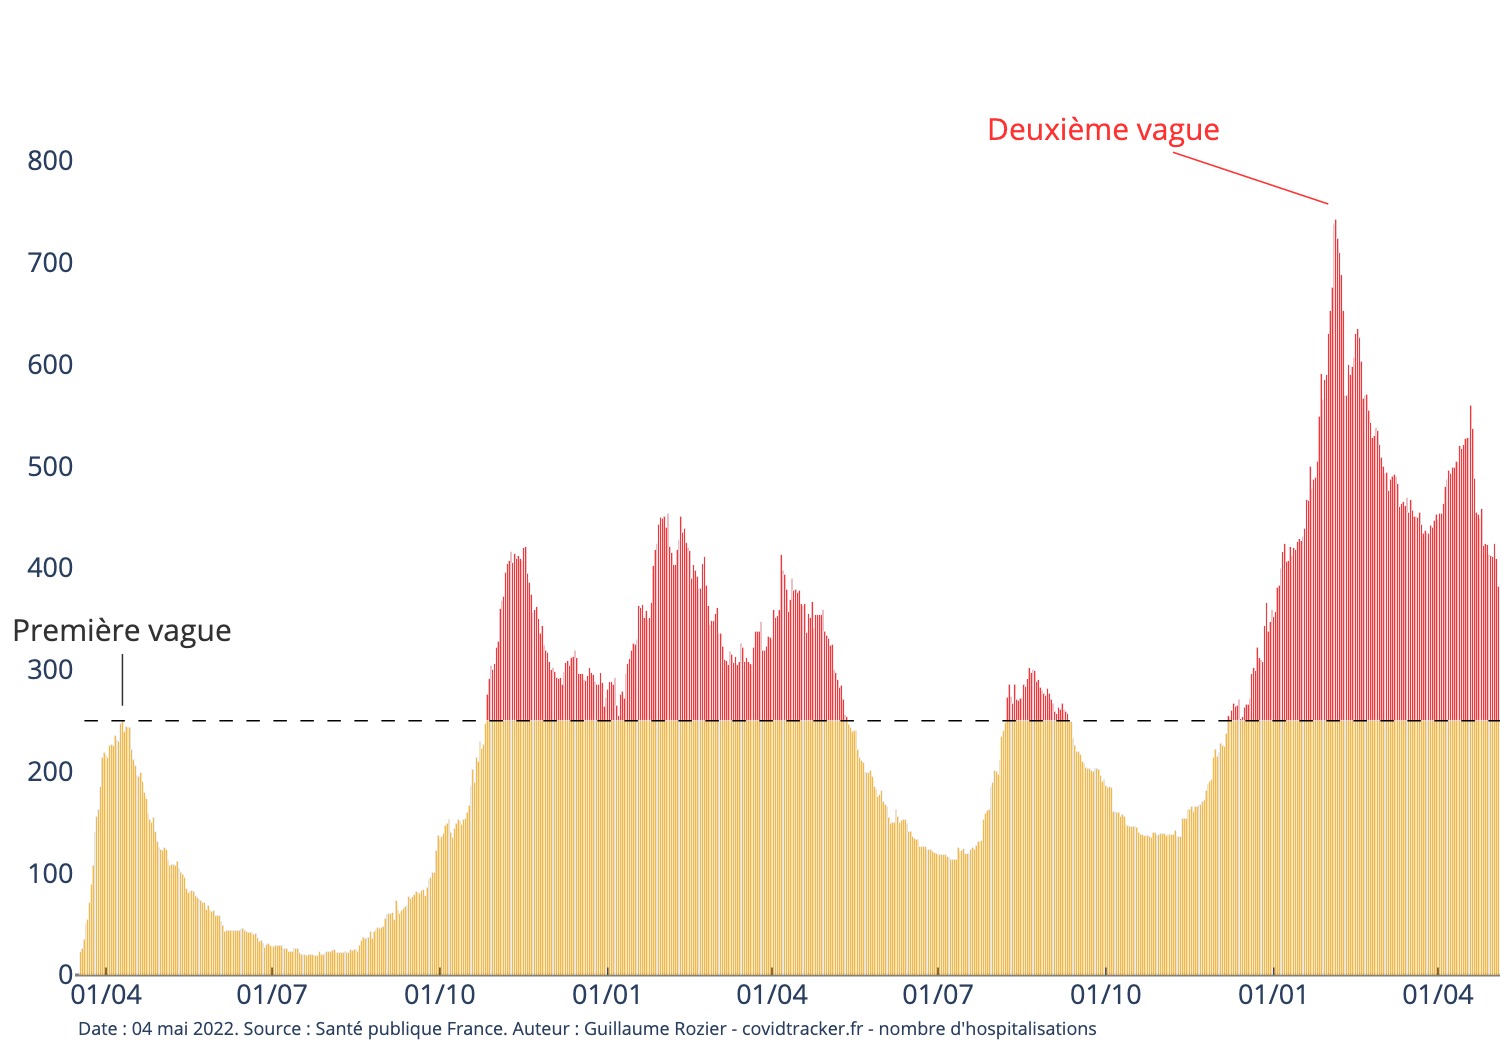 Deuxième vague
800
700
600
500
400
Première vague
300
200
100
0
01/04 01/07 01/10 01/01 01/04 01/07 01/10 01/01 01/04
Date : 04 mai 2022. Source : Santé publique France. Auteur : Guillaume Rozier - covidtracker.fr - nombre d'hospitalisations